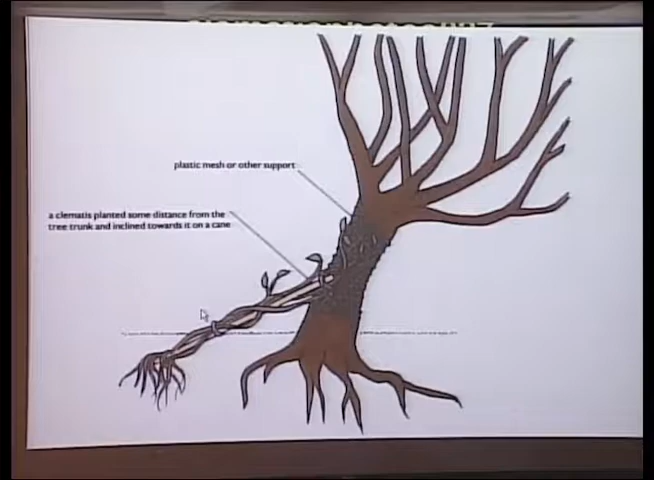 plastic mesh or other support
a clematis planted some distance from the
tree trunk and inclined towards it on a cane